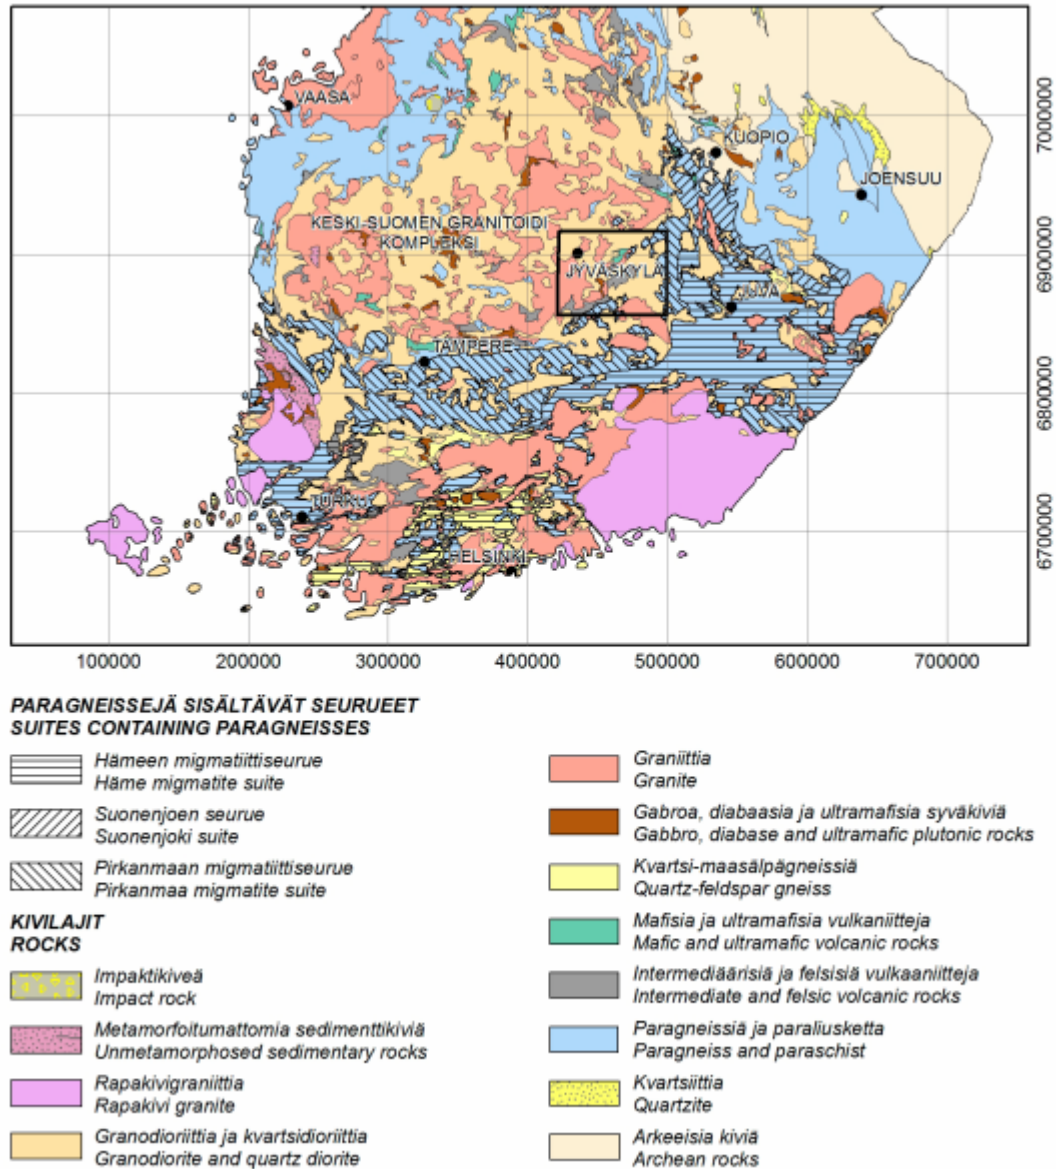 VAASA
7000000
KUOPIO
JOENSUU
KESKI-SUOMEN GRANITOIDI
KOMPLEKSI
6900000
JYVÄSKYLÄ
TAMPERE
6800000
TURKU
6700000
HELSINKI
100000 200000 300000 400000 500000 600000 700000
PARAGNEISSEJÄ SISÄLTÄVÄT SEURUEET
SUITES CONTAINING PARAGNEISSES
Hämeen migmatiittiseurue
Häme migmatite suite
Suonenjoen seurue
Suonenjoki suite
Pirkanmaan migmatiittiseurue
Pirkanmaa migmatite suite
KIVILAJIT
ROCKS
Impaktikiveä
Impact rock
Metamorfoitumattomia sedimenttikiviä
Unmetamorphosed sedimentary rocks
Rapakivigraniittia
Rapakivi granite
Granodioriittia ja kvartsidioriittia
Granodiorite and quartz diorite
Graniittia
Granite
Gabroa, diabaasia ja ultramafisia syväkiviä
Gabbro, diabase and ultramafic plutonic rocks
Kvartsi-maasälpägneissiä
Quartz-feldspar gneiss
Mafisia ja ultramafisia vulkaniitteja
Mafic and ultramafic volcanic rocks
Intermediäärisiä ja felsisiä vulkaaniitteja
Intermediate and felsic volcanic rocks
Paragneissiä ja paraliusketta
Paragneiss and paraschist
Kvartsiittia
Quartzite
Arkeeisia kiviä
Archean rocks